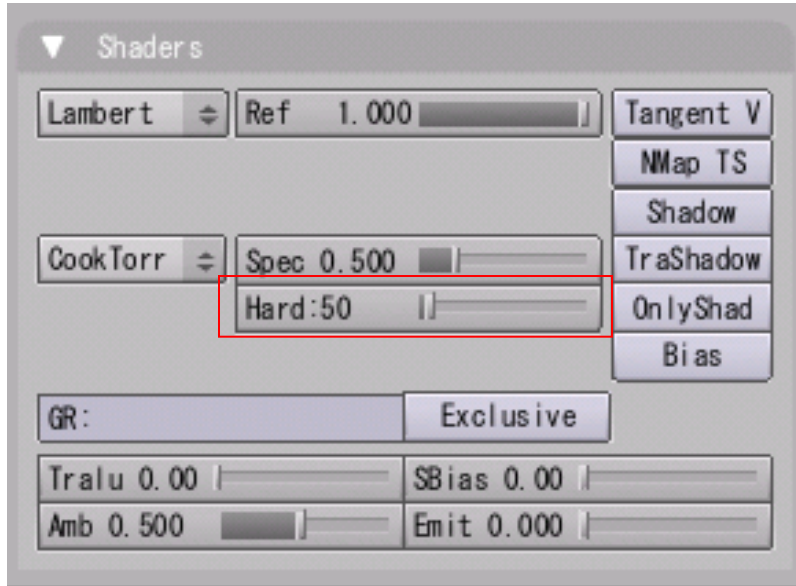 Shaders
Lambert Ref 1.000 Tangent V
NMap TS
Shadow
CookTorr Spec 0.500 TraShadow
Hard:50 OnlyShad
Bias
GR: Exclusive
Tralu 0.00 SBias 0.00
Amb 0.500 Emit 0.000